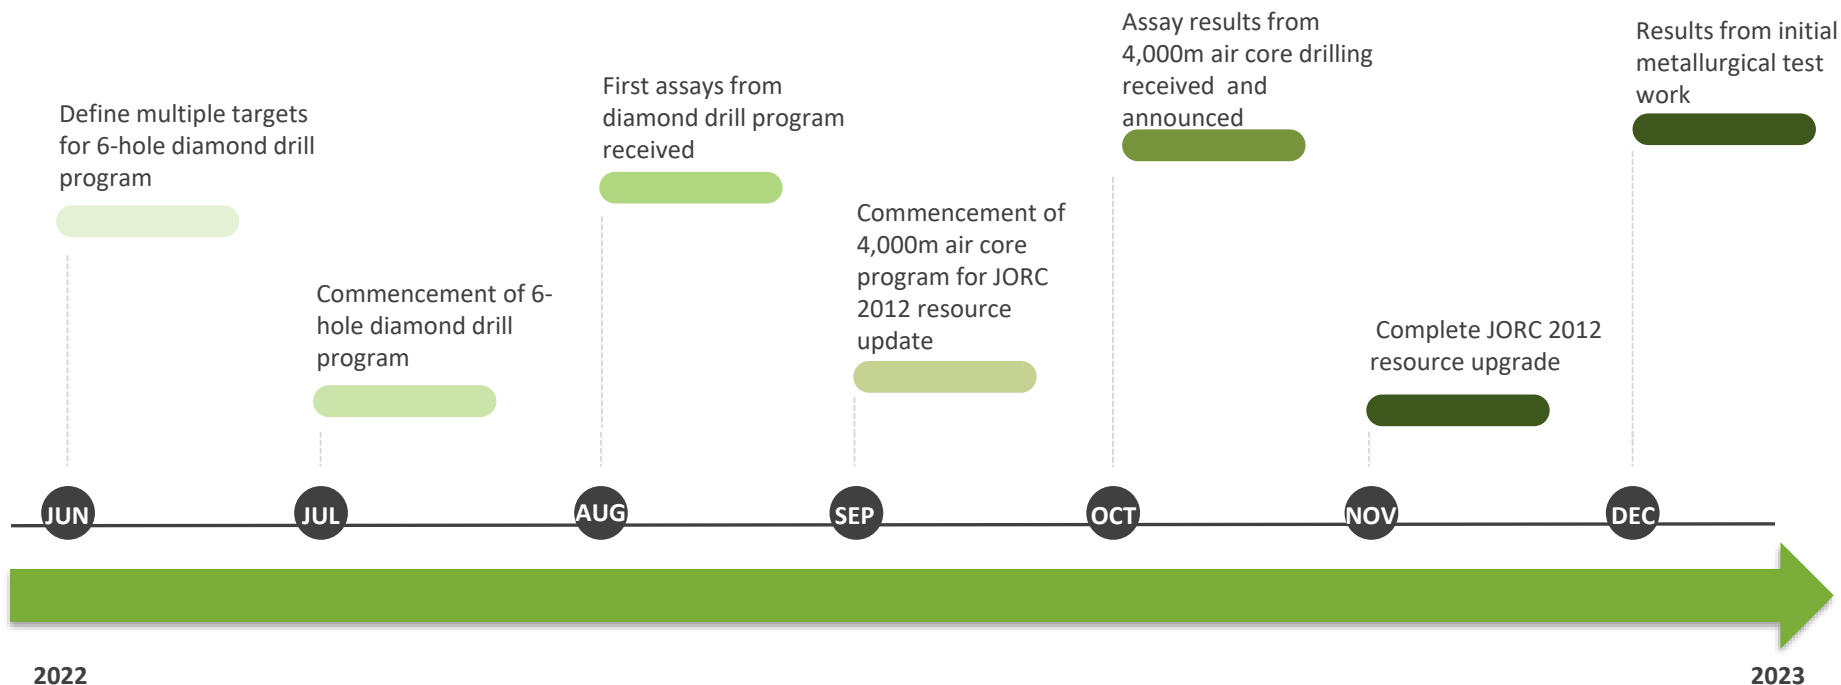 Define multiple targets
for 6-hole diamond drill
program
Commencement of 6-
hole diamond drill
program
First assays from
diamond drill program
received
Commencement of
4,000m air core
program for JORC
2012 resource
update
Assay results from
4,000m air core drilling
received and
announced
Complete JORC 2012
resource upgrade
Results from initial
metallurgical test
work
JUN
JUL
AUG
SEP
OCT
NOV
DEC
2022
2023